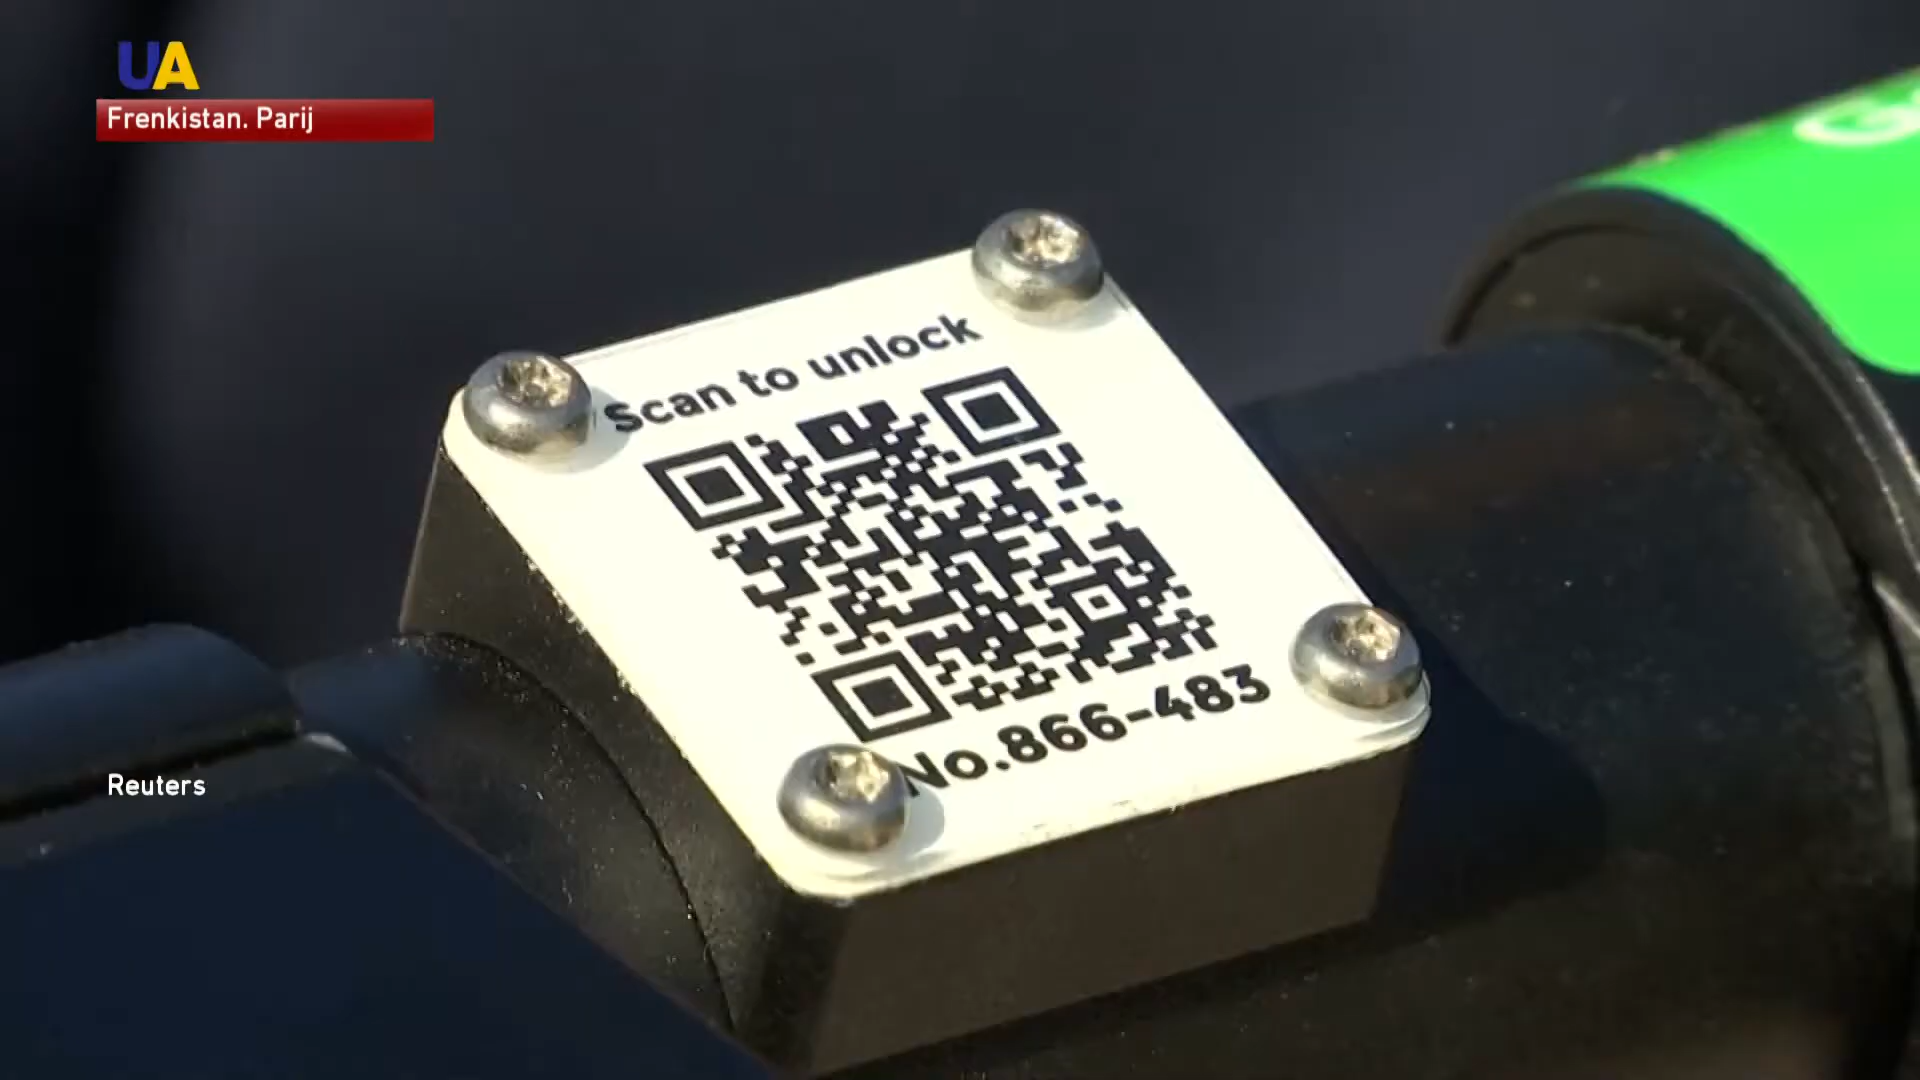 UA
Frenkistan. Parij
Scan to unlock
No.866-483
Reuters